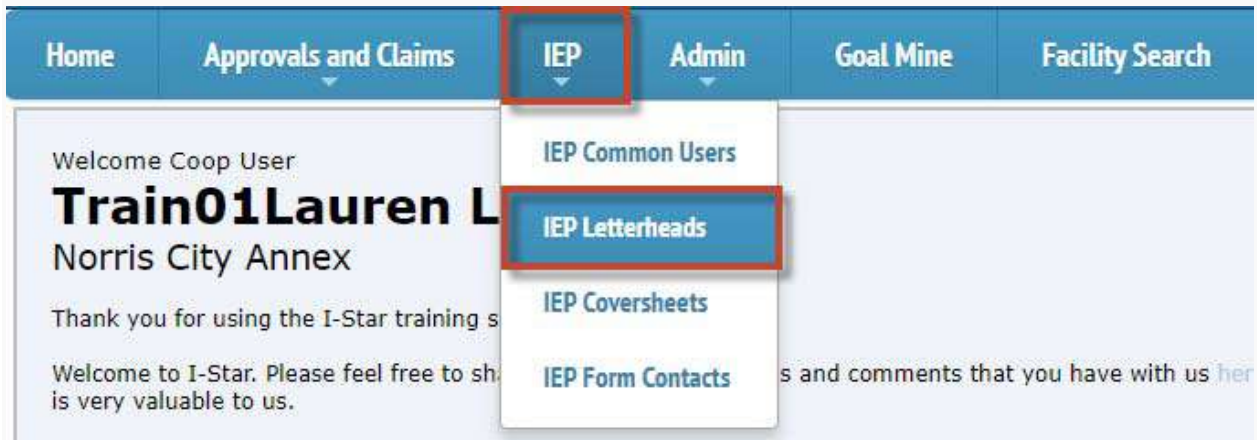 Home Approvals and Claims IEP Admin Goal Mine Facility Search
IEP Common Users
IEP Letterheads
IEP Coversheets
IEP Form Contacts
Welcome Coop User
Train01Lauren L
Norris City Annex
Thank you for using the I-Star training s
Welcome to I-Star. Please feel free to sh s and comments that you have with us her
is very valuable to us.